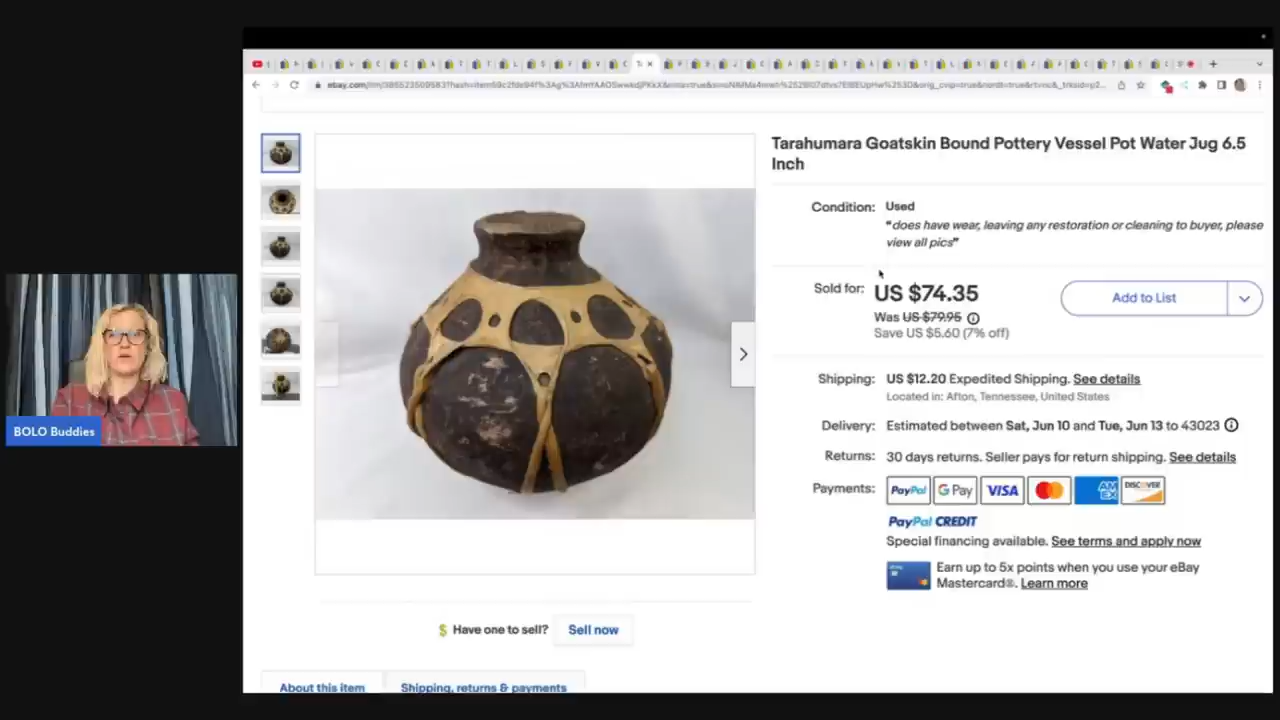 Tarahumara Goatskin Bound Pottery Vessel Pot Water Jug 6.5
Inch
Condition: Used
"does have wear, leaving any restoration or cleaning to buyer, please
view all pics"
Sold for: US $74.35
Add to List
Was US $79.95
Save US $5.60 (7% off)
Shipping: US $12.20 Expedited Shipping. See details
Located in: Afton, Tennessee, United States
Delivery: Estimated between Sat, Jun 10 and Tue, Jun 13 to 43023
Returns: 30 days returns. Seller pays for return shipping. See details
Payments: PayPal G Pay VISA AM EX DISCOVER
PayPal CREDIT
Special financing available. See terms and apply now
Earn up to 5x points when you use your eBay
Mastercard®. Learn more
$ Have one to sell? Sell now
About this item Shipping, returns & payments
BOLO Buddies